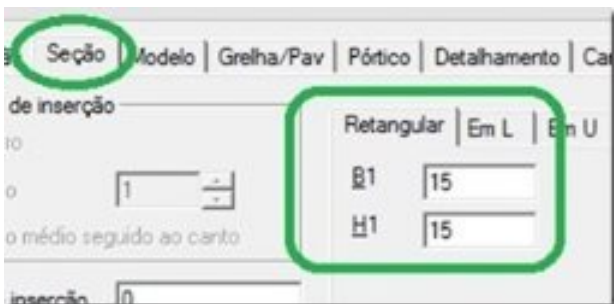 Seção | Modelo | Grelha/Pav | Pórtico | Detalhamento
de inserção
Retangular | Em L | Em U
B1 15
1
H1 15
o médio seguido ao canto
inserção 0